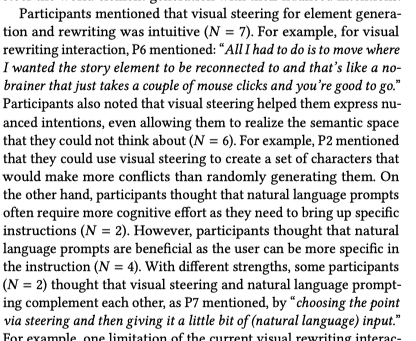 Participants mentioned that visual steering for element genera-
tion and rewriting was intuitive (N = 7). For example, for visual
rewriting interaction, P6 mentioned: “All I had to do is to move where
I wanted the story element to be reconnected to and that’s like a no-
brainer that just takes a couple of mouse clicks and you’re good to go.”
Participants also noted that visual steering helped them express nu-
anced intentions, even allowing them to realize the semantic space
that they could not think about (N = 6). For example, P2 mentioned
that they could use visual steering to create a set of characters that
would make more conflicts than randomly generating them. On
the other hand, participants thought that natural language prompts
often require more cognitive effort as they need to bring up specific
instructions (N = 2). However, participants thought that natural
language prompts are beneficial as the user can be more specific in
the instruction (N = 4). With different strengths, some participants
(N = 2) thought that visual steering and natural language prompt-
ing complement each other, as P7 mentioned, by “choosing the point
via steering and then giving it a little bit of (natural language) input.”
For example, one limitation of the current visual rewriting interac-